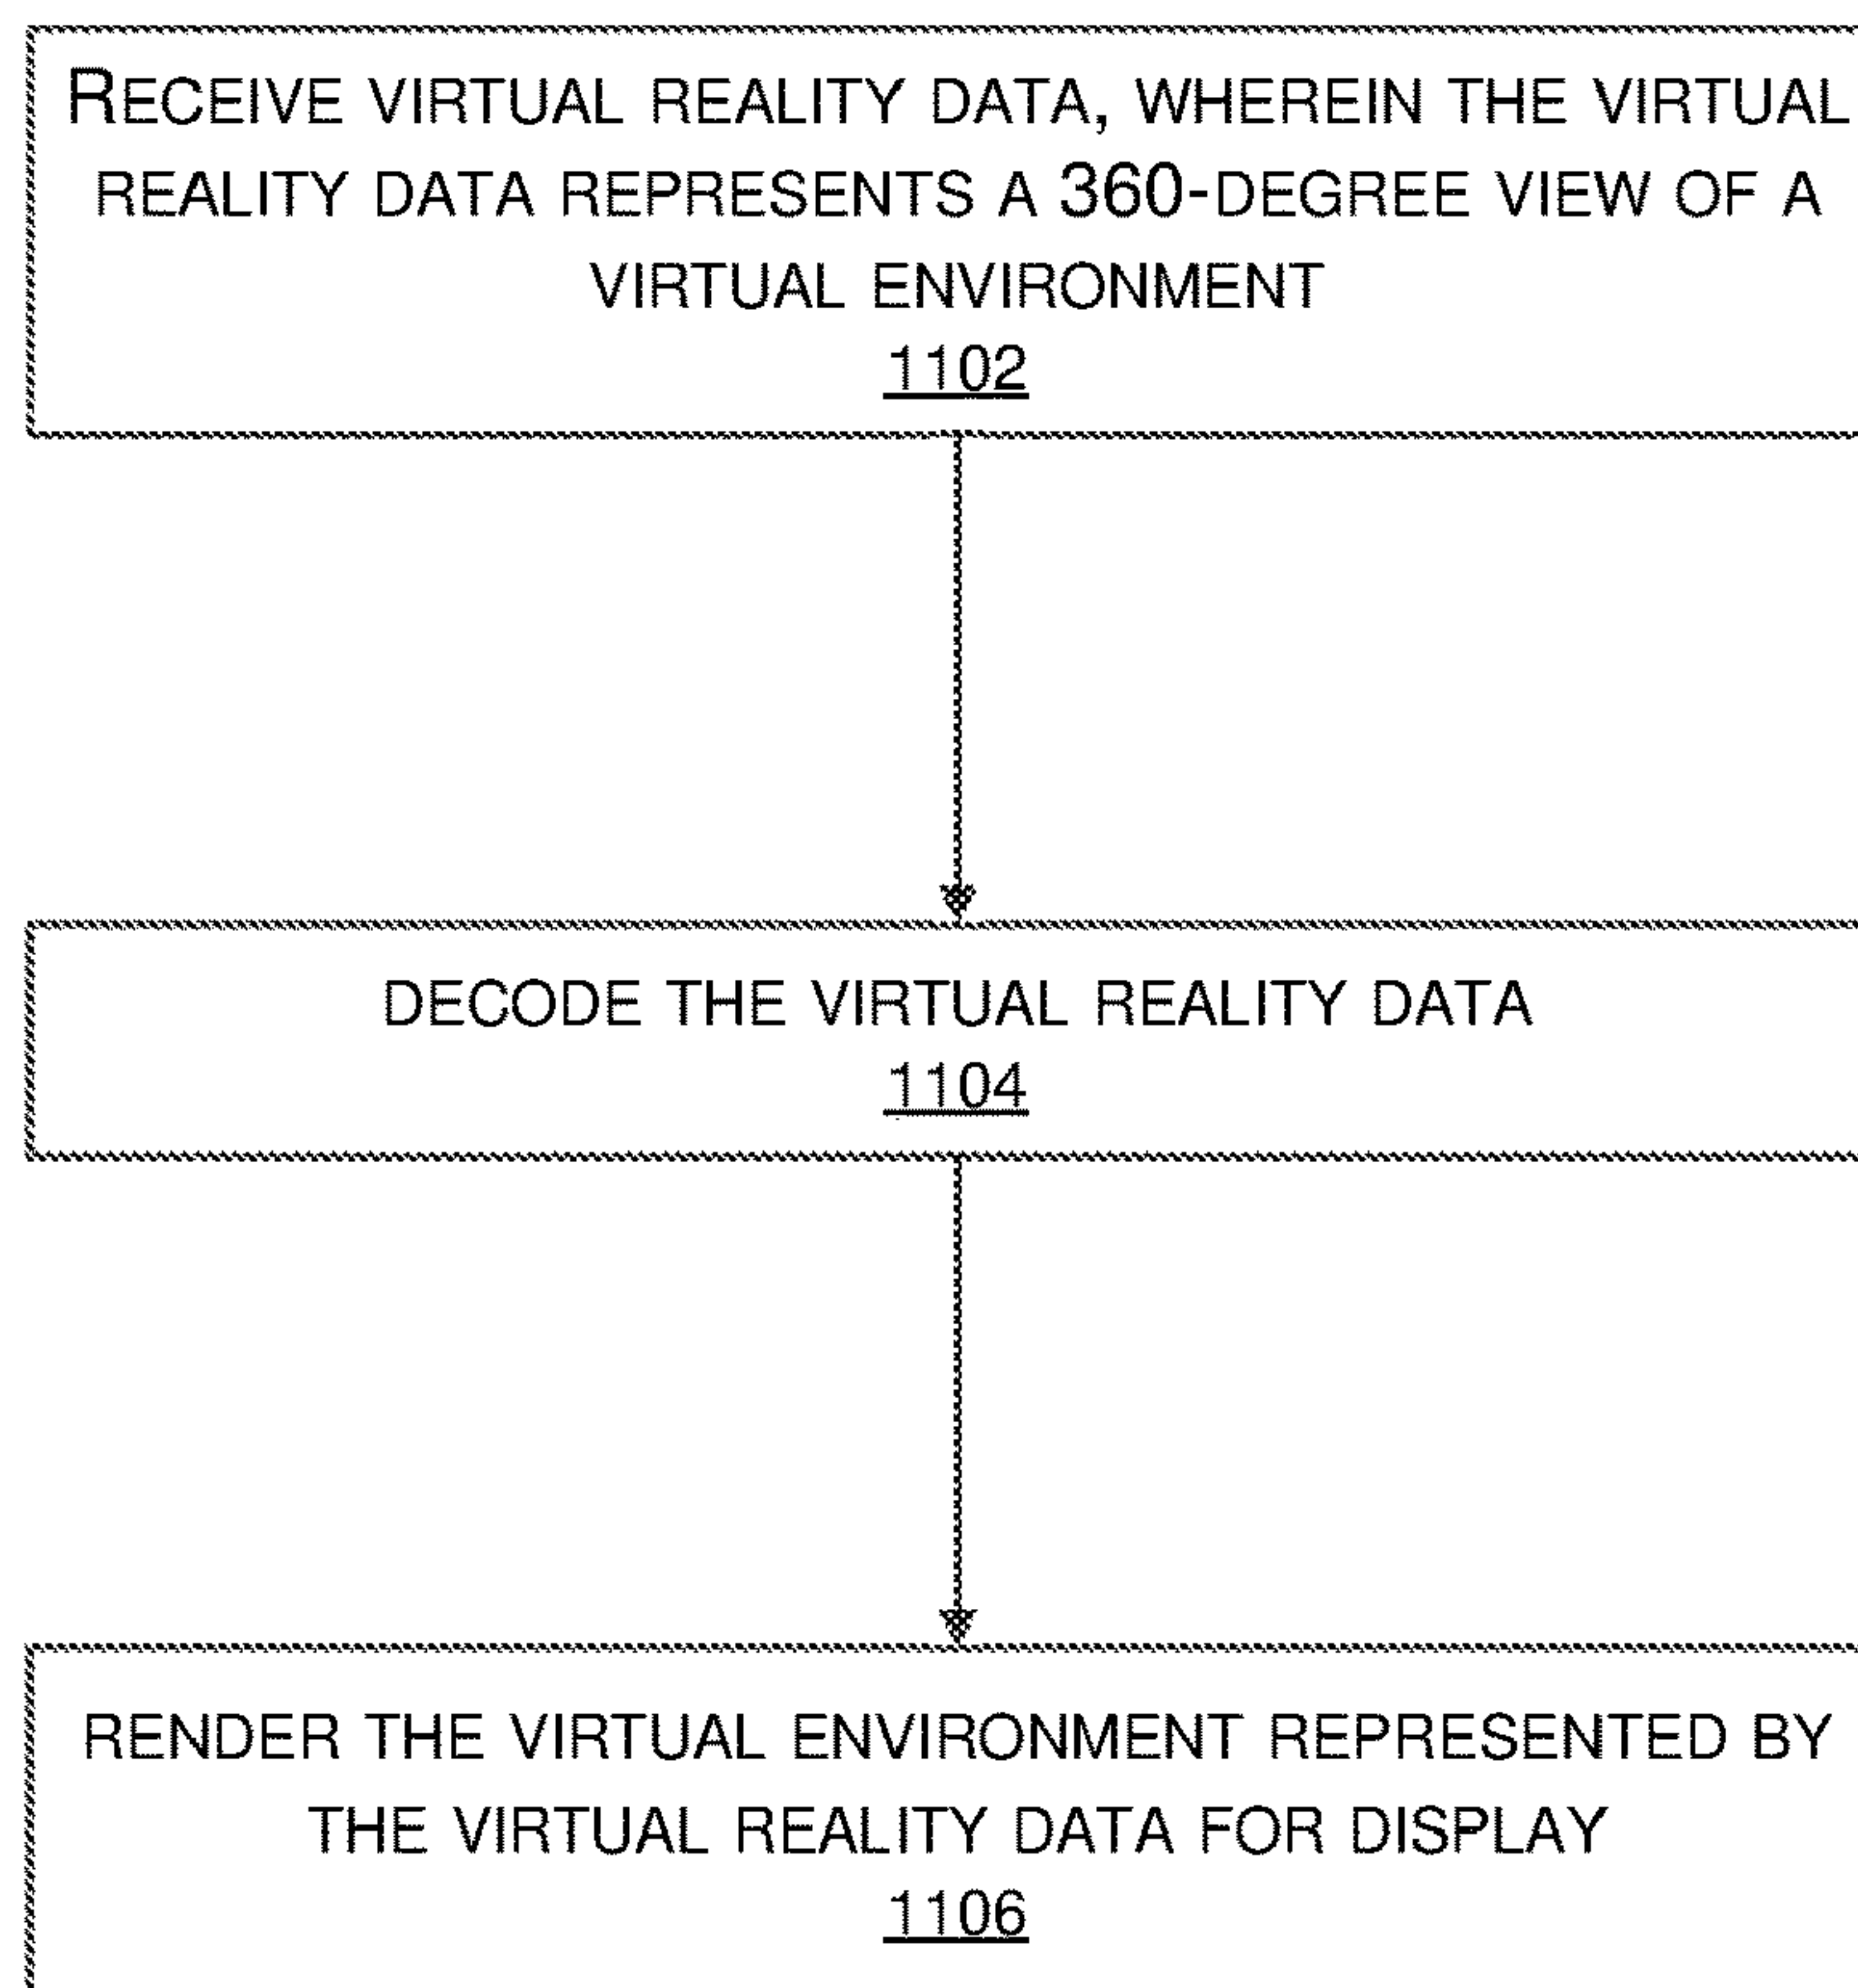 RECEIVE VIRTUAL REALITY DATA, WHEREIN THE VIRTUAL
REALITY DATA REPRESENTS A 360-DEGREE VIEW OF A
VIRTUAL ENVIRONMENT
1102
DECODE THE VIRTUAL REALITY DATA
1104
RENDER THE VIRTUAL ENVIRONMENT REPRESENTED BY
THE VIRTUAL REALITY DATA FOR DISPLAY
1106